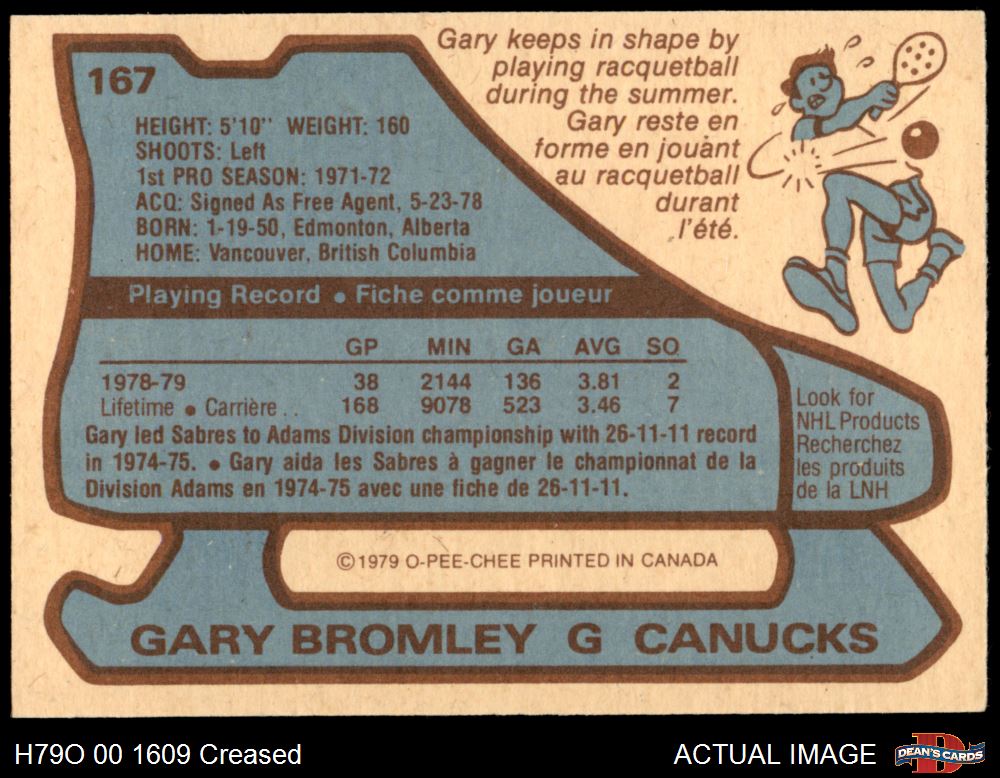 167
HEIGHT: 5'10" WEIGHT: 160
SHOOTS: Left
1st PRO SEASON: 1971-72
ACQ: Signed As Free Agent, 5-23-78
BORN: 1-19-50, Edmonton, Alberta
HOME: Vancouver, British Columbia
Gary keeps in shape by
playing racquetball
during the summer.
Gary reste en
forme en jouant
au racquetball
durant
l'été.
Playing Record • Fiche comme joueur
GP MIN GA AVG SO
1978-79 38 2144 136 3.81 2
Lifetime • Carrière . . 168 9078 523 3.46 7
Gary led Sabres to Adams Division championship with 26-11-11 record
in 1974-75. • Gary aida les Sabres à gagner le championnat de la
Division Adams en 1974-75 avec une fiche de 26-11-11.
Look for
NHL Products
Recherchez
les produits
de la LNH
©1979 O-PEE-CHEE PRINTED IN CANADA
GARY BROMLEY G CANUCKS
H79O 00 1609 Creased
ACTUAL IMAGE
DEAN'S CARDS